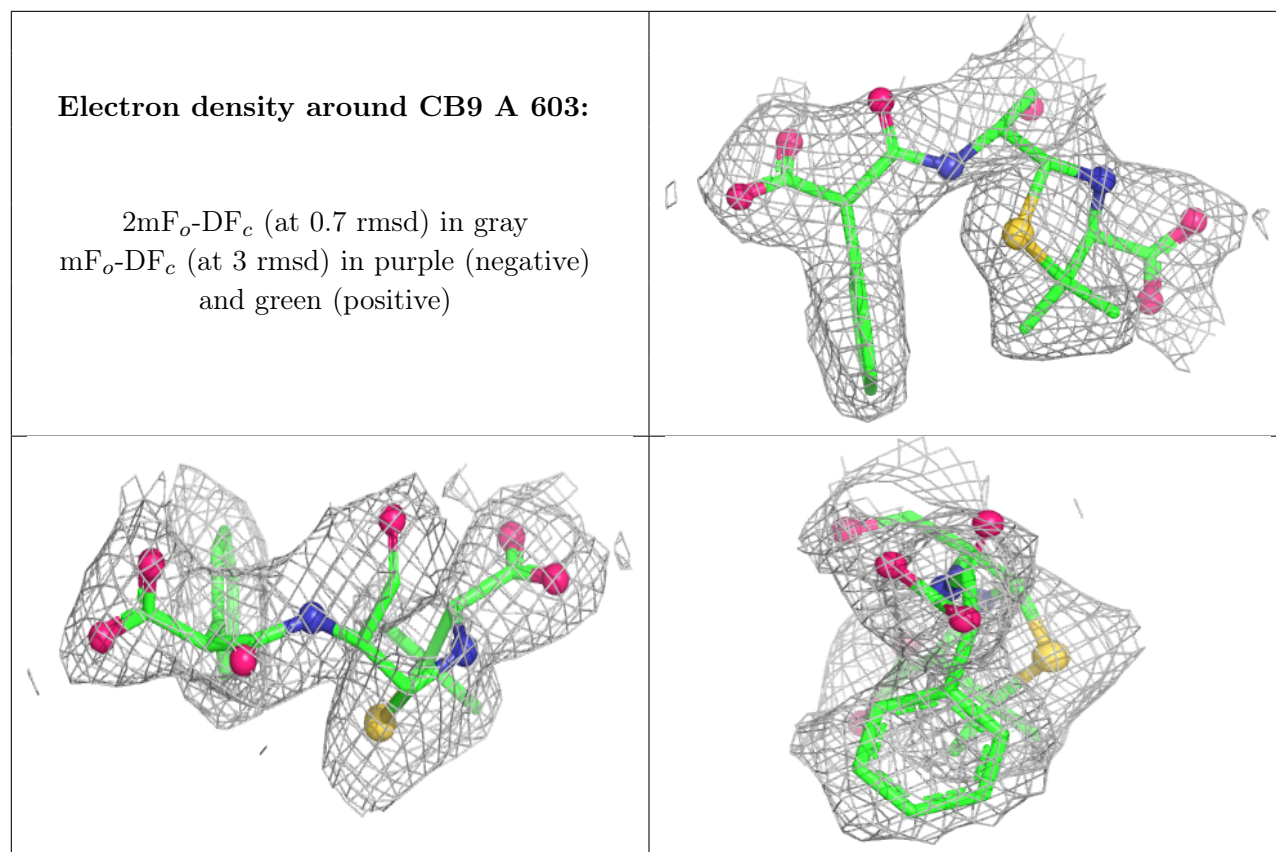 Electron density around CB9 A 603:
2mFo-DFc (at 0.7 rmsd) in gray
mFo-DFc (at 3 rmsd) in purple (negative)
and green (positive)